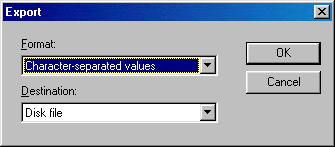 Export
Format:
Character-separated values
Destination:
Disk file
OK
Cancel